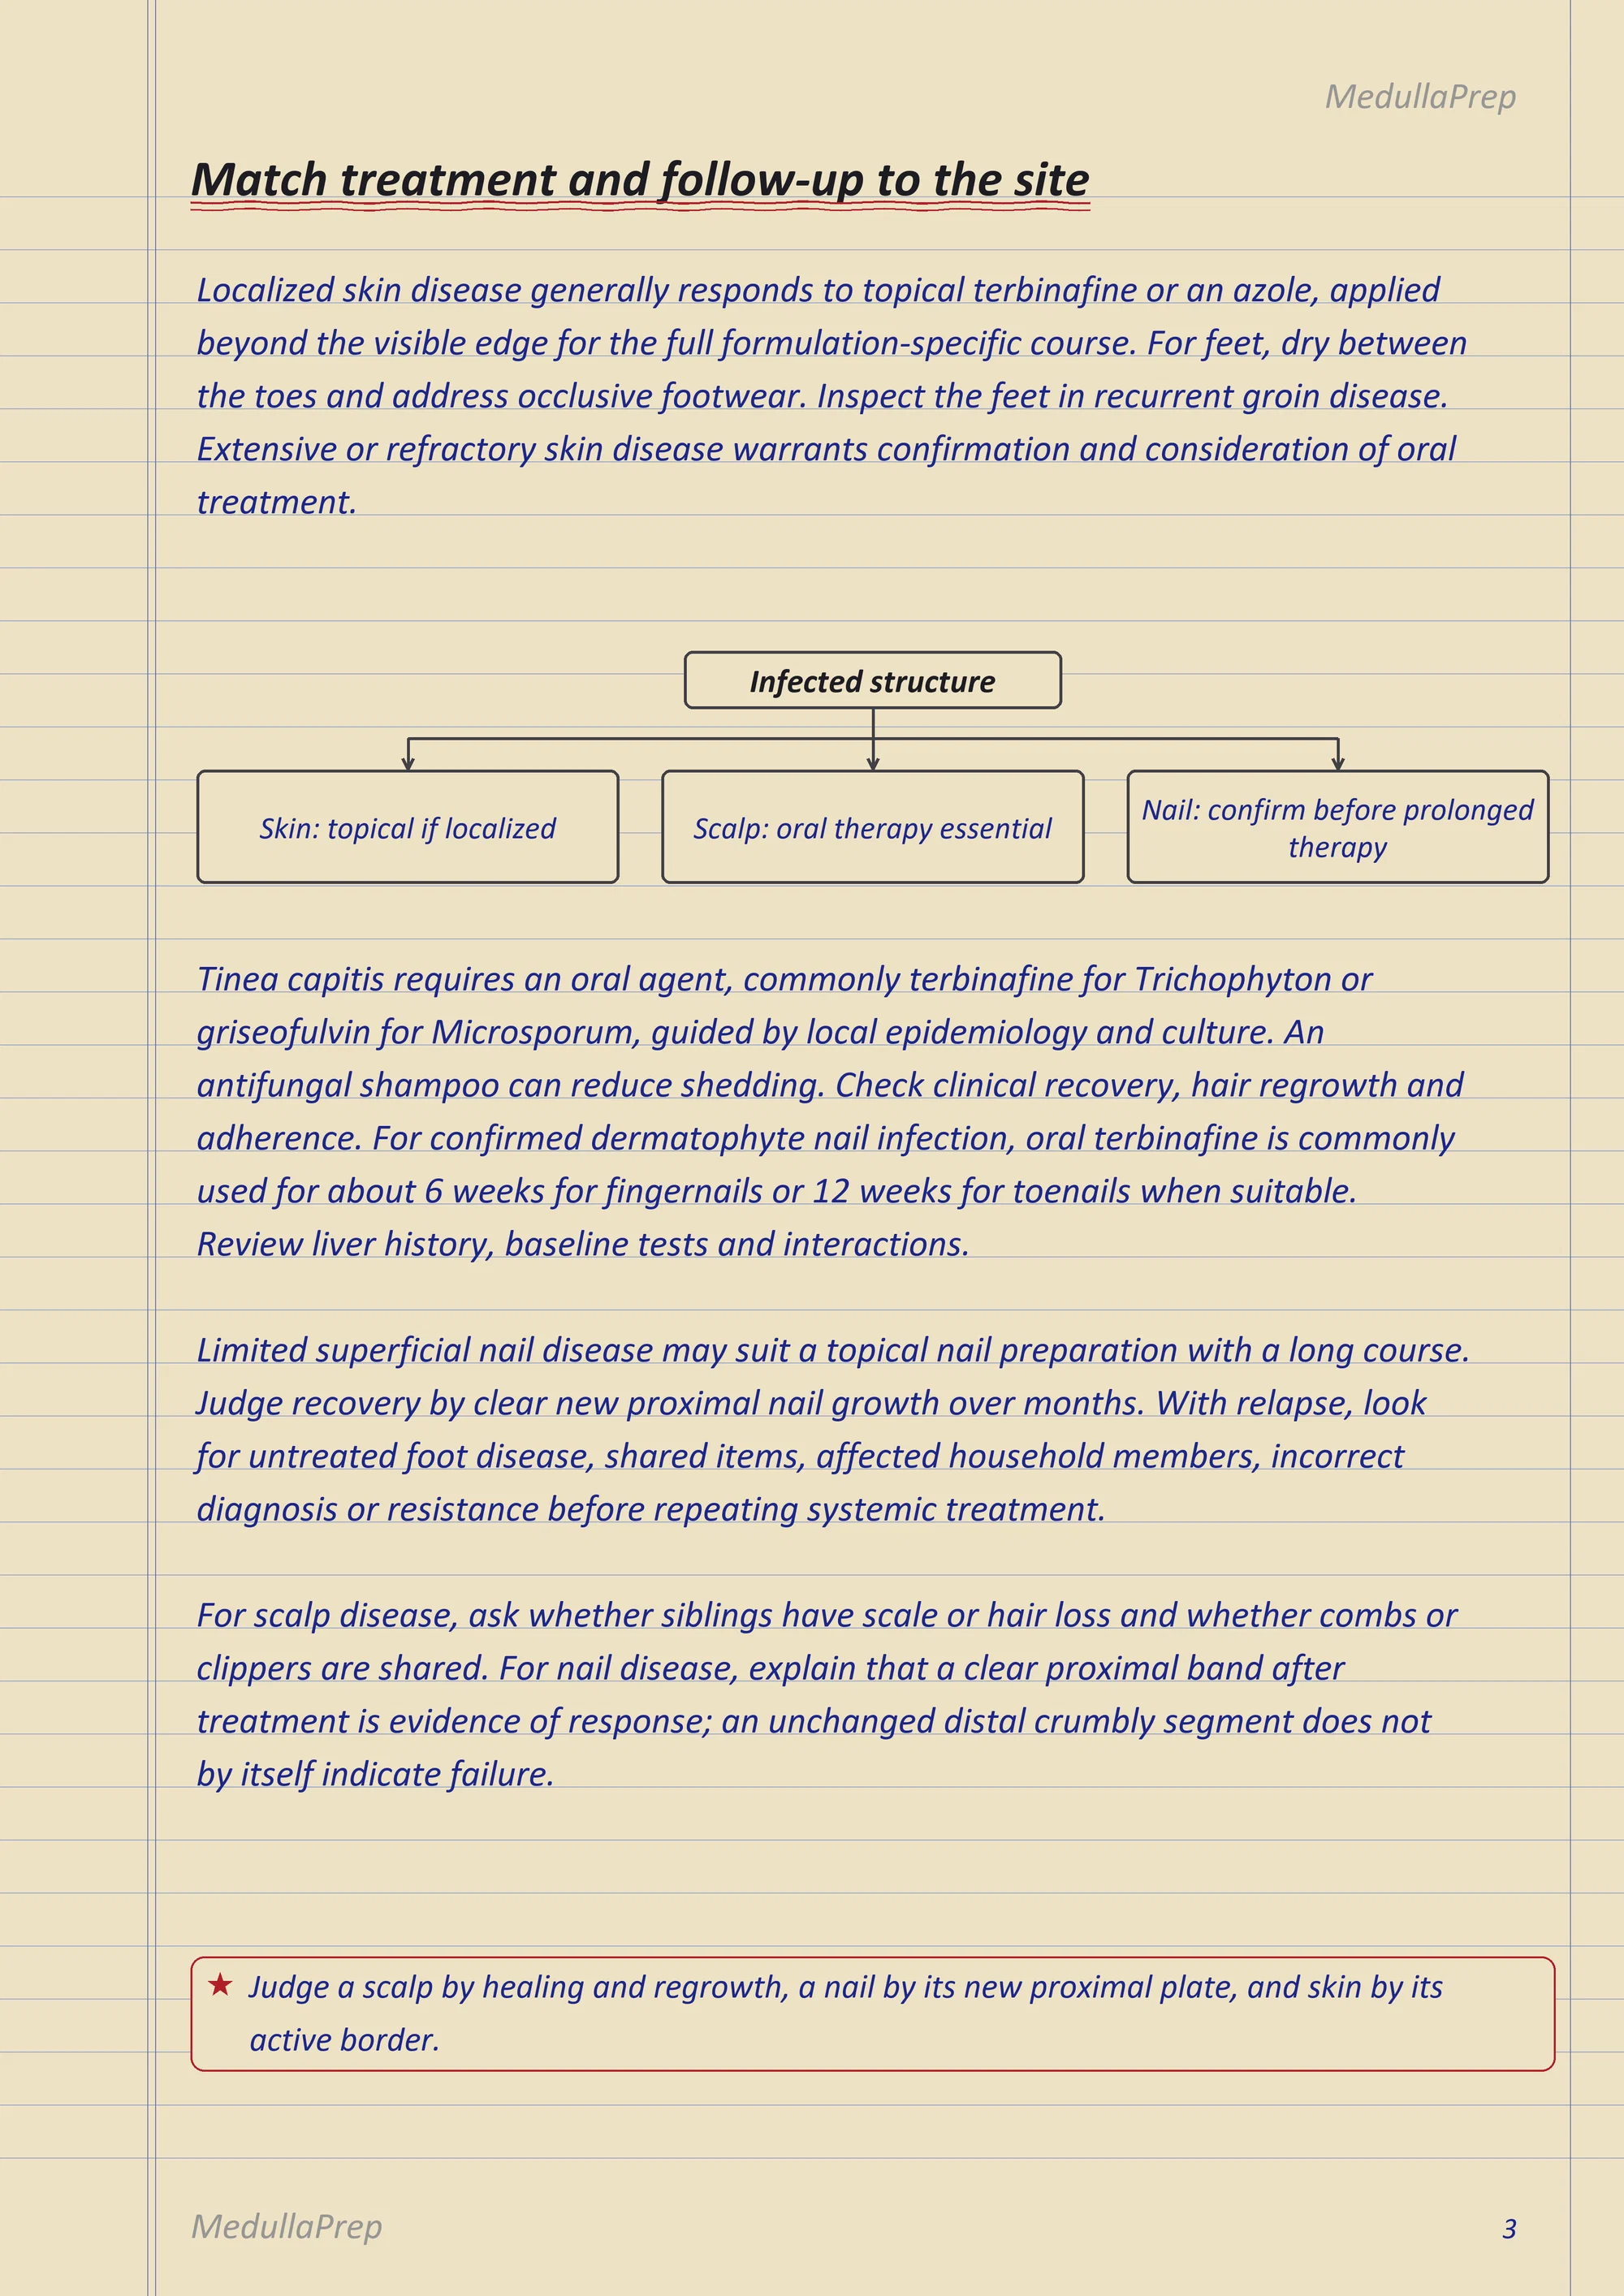 MedullaPrep
Match treatment and follow-up to the site
Localized skin disease generally responds to topical terbinafine or an azole, applied
beyond the visible edge for the full formulation-specific course. For feet, dry between
the toes and address occlusive footwear. Inspect the feet in recurrent groin disease.
Extensive or refractory skin disease warrants confirmation and consideration of oral
treatment.
Infected structure
Skin: topical if localized
Scalp: oral therapy essential
Nail: confirm before prolonged
therapy
Tinea capitis requires an oral agent, commonly terbinafine for Trichophyton or
griseofulvin for Microsporum, guided by local epidemiology and culture. An
antifungal shampoo can reduce shedding. Check clinical recovery, hair regrowth and
adherence. For confirmed dermatophyte nail infection, oral terbinafine is commonly
used for about 6 weeks for fingernails or 12 weeks for toenails when suitable.
Review liver history, baseline tests and interactions.
Limited superficial nail disease may suit a topical nail preparation with a long course.
Judge recovery by clear new proximal nail growth over months. With relapse, look
for untreated foot disease, shared items, affected household members, incorrect
diagnosis or resistance before repeating systemic treatment.
For scalp disease, ask whether siblings have scale or hair loss and whether combs or
clippers are shared. For nail disease, explain that a clear proximal band after
treatment is evidence of response; an unchanged distal crumbly segment does not
by itself indicate failure.
★ Judge a scalp by healing and regrowth, a nail by its new proximal plate, and skin by its
active border.
MedullaPrep
3